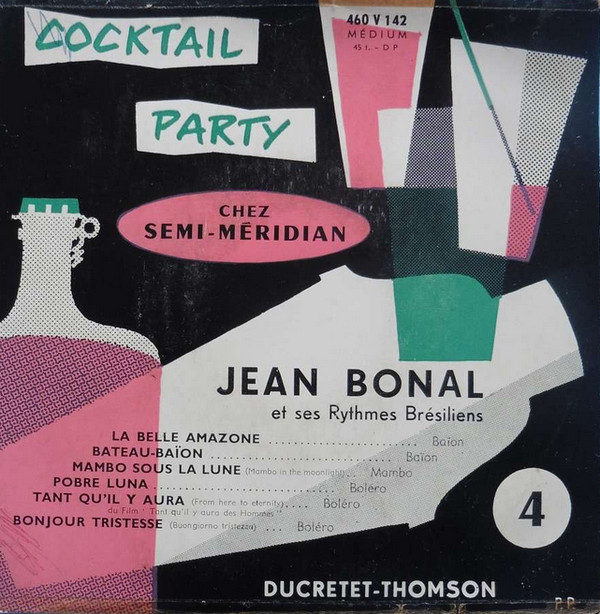 COCKTAIL
PARTY
460 V 142
MÉDIUM
45 t. - D P
CHEZ
SEMI-MÉRIDIAN
JEAN BONAL
et ses Rythmes Brésiliens
LA BELLE AMAZONE ........................ Baïon
BATEAU-BAÏON ........................ Baïon
MAMBO SOUS LA LUNE (Mambo in the moonlight)... Mambo
POBRE LUNA ........................ Boléro
TANT QU'IL Y AURA (From here to eternity).... Boléro
du Film " Tant qu'il y aura des Hommes "
BONJOUR TRISTESSE (Buongiorno tristezza) ... Boléro
4
DUCRETET-THOMSON